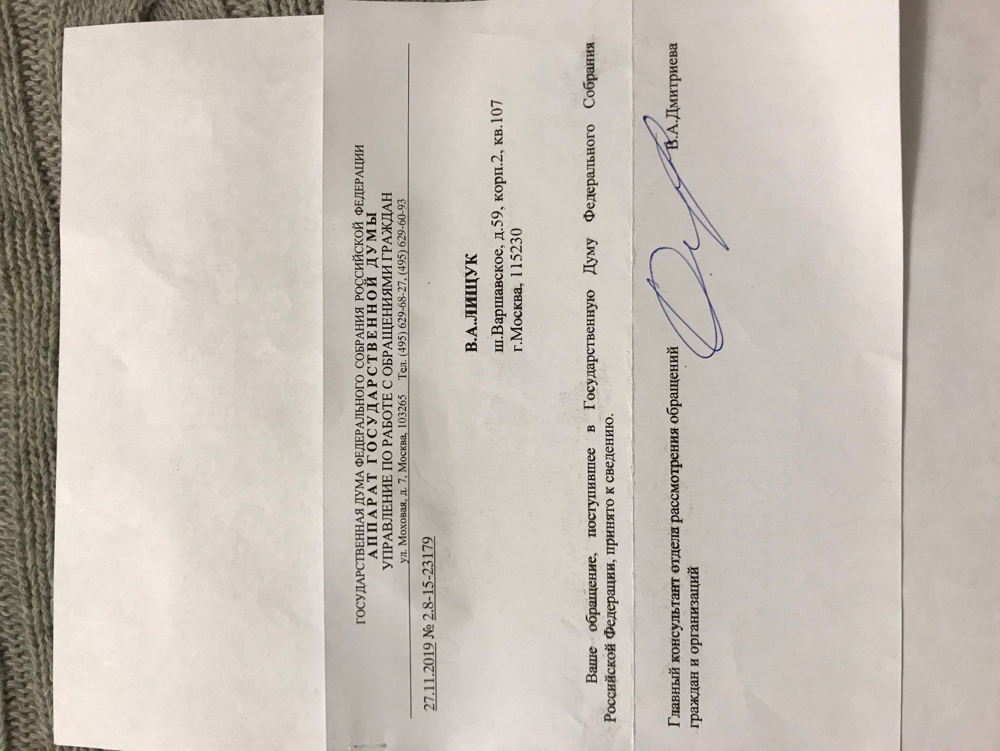 ГОСУДАРСТВЕННАЯ ДУМА ФЕДЕРАЛЬНОГО СОБРАНИЯ РОССИЙСКОЙ ФЕДЕРАЦИИ
АППАРАТ ГОСУДАРСТВЕННОЙ ДУМЫ
УПРАВЛЕНИЕ ПО РАБОТЕ С ОБРАЩЕНИЯМИ ГРАЖДАН
ул. Моховая, д. 7, Москва, 103265 Тел. (495) 629-68-27, (495) 629-60-93
27.11.2019 № 2.8-15-23179
В.А.ЛИЩУК
ш.Варшавское, д.59, корп.2, кв.107
г.Москва, 115230
Ваше обращение, поступившее в Государственную Думу Федерального Собрания
Российской Федерации, принято к сведению.
Главный консультант отдела рассмотрения обращений
граждан и организаций
В.А.Дмитриева